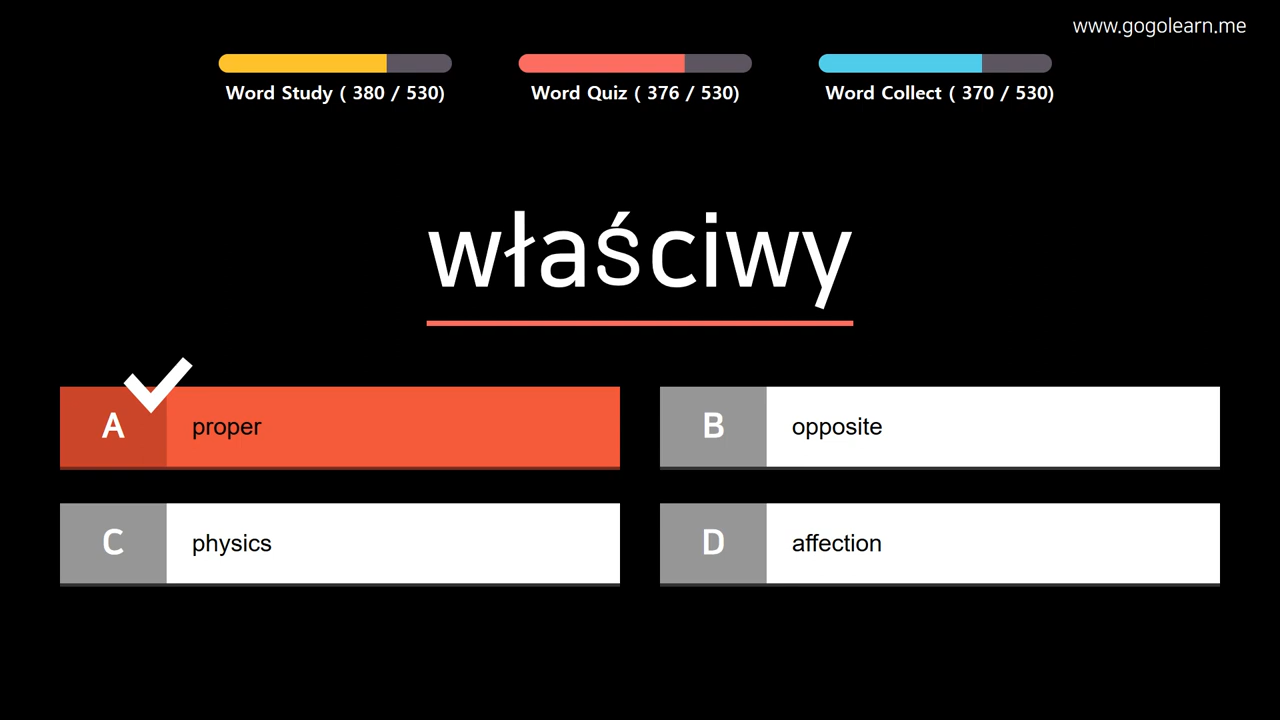 www.gogolearn.me
Word Study ( 380 / 530)
Word Quiz ( 376 / 530)
Word Collect ( 370 / 530)
właściwy
A proper
B opposite
C physics
D affection